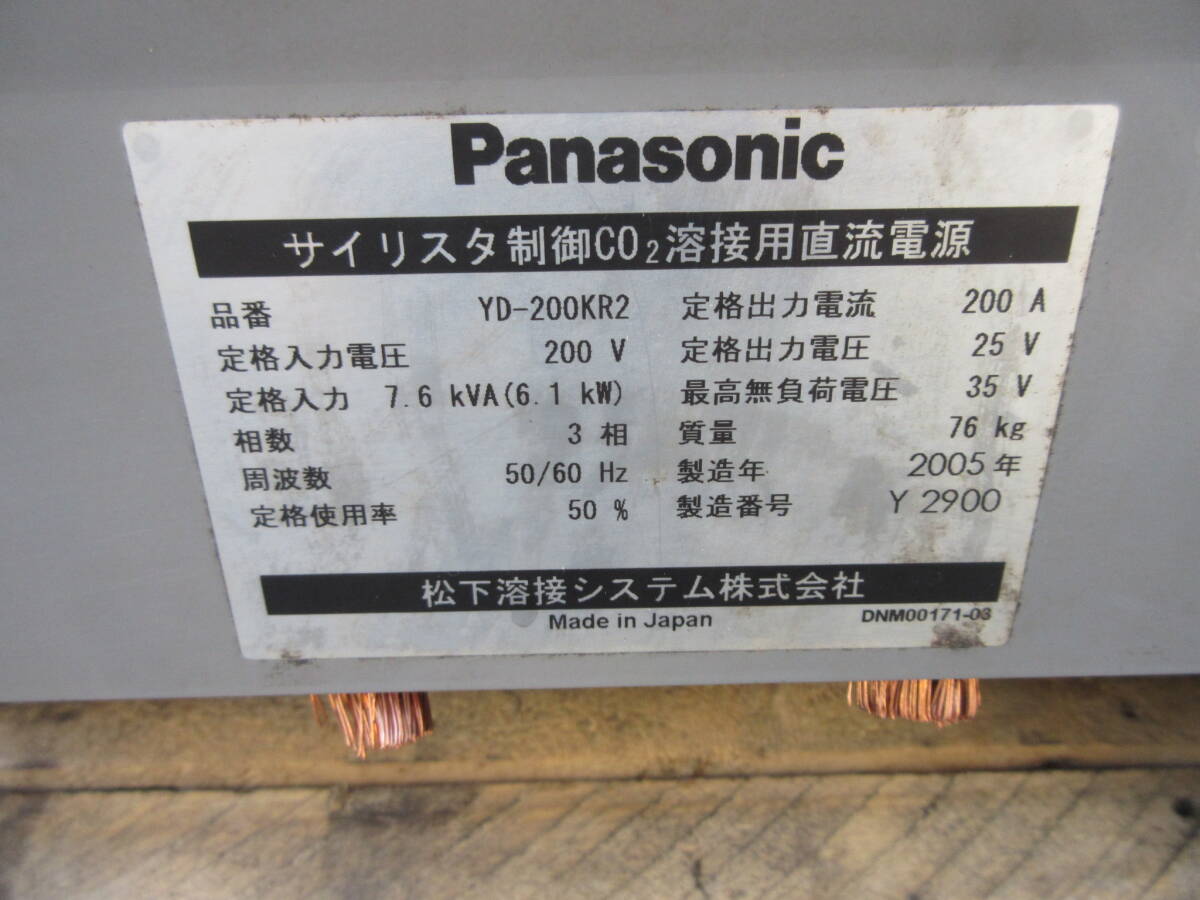 Panasonic
サイリスタ制御CO₂溶接用直流電源
品番 YD-200KR2 定格出力電流 200 A
定格入力電圧 200 V 定格出力電圧 25 V
定格入力 7.6 kVA(6.1 kW) 最高無負荷電圧 35 V
相数 3 相 質量 76 kg
周波数 50/60 Hz 製造年 2005 年
定格使用率 50 % 製造番号 Y 2900
松下溶接システム株式会社
Made in Japan DNM00171-03